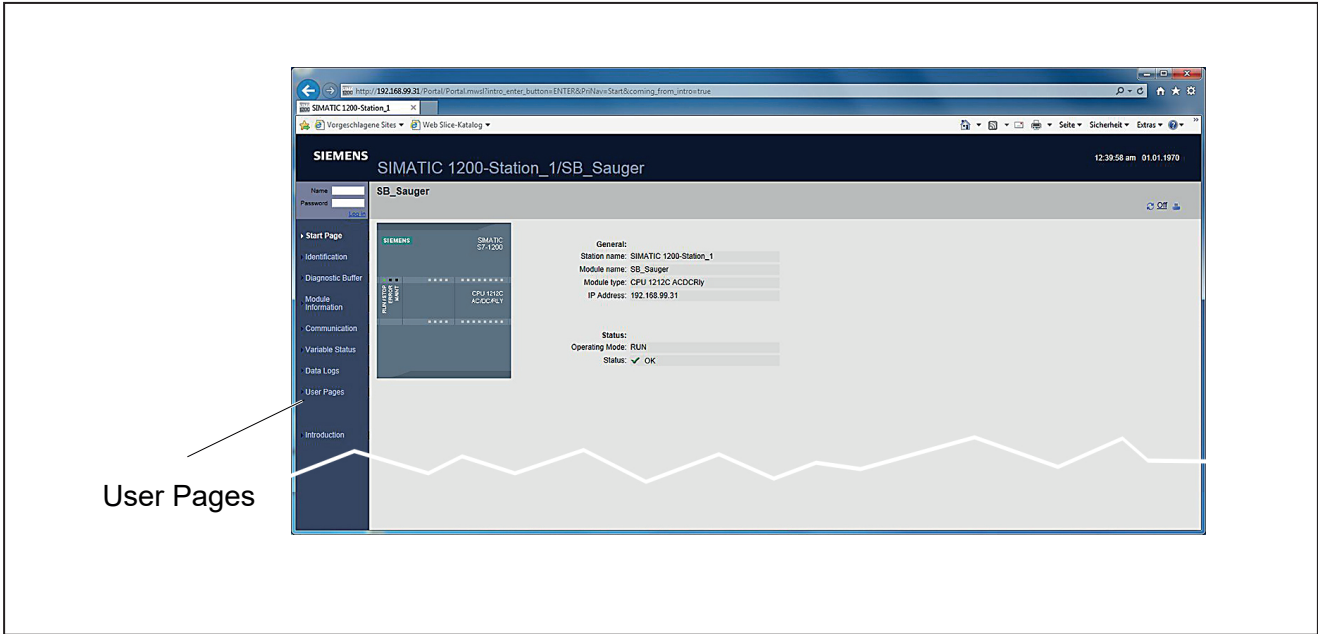 http://192.168.99.31/Portal/Portal.mwsl?intro_enter_button=ENTER&PriNav=Start&coming_from_intro=true
SIMATIC 1200-Station_1
Vorgeschlagene Sites Web Slice-Katalog Seite Sicherheit Extras
SIEMENS
SIMATIC 1200-Station_1/SB_Sauger
12:39:58 am 01.01.1970
Name
Password
Log in
SB_Sauger
Off
Start Page
Identification
Diagnostic Buffer
Module
Information
Communication
Variable Status
Data Logs
User Pages
Introduction
SIEMENS
SIMATIC
S7-1200
RUN / STOP
ERROR
MAINT
CPU 1212C
AC/DC/RLY
General:
Station name: SIMATIC 1200-Station_1
Module name: SB_Sauger
Module type: CPU 1212C ACDCRly
IP Address: 192.168.99.31
Status:
Operating Mode: RUN
Status: OK
User Pages